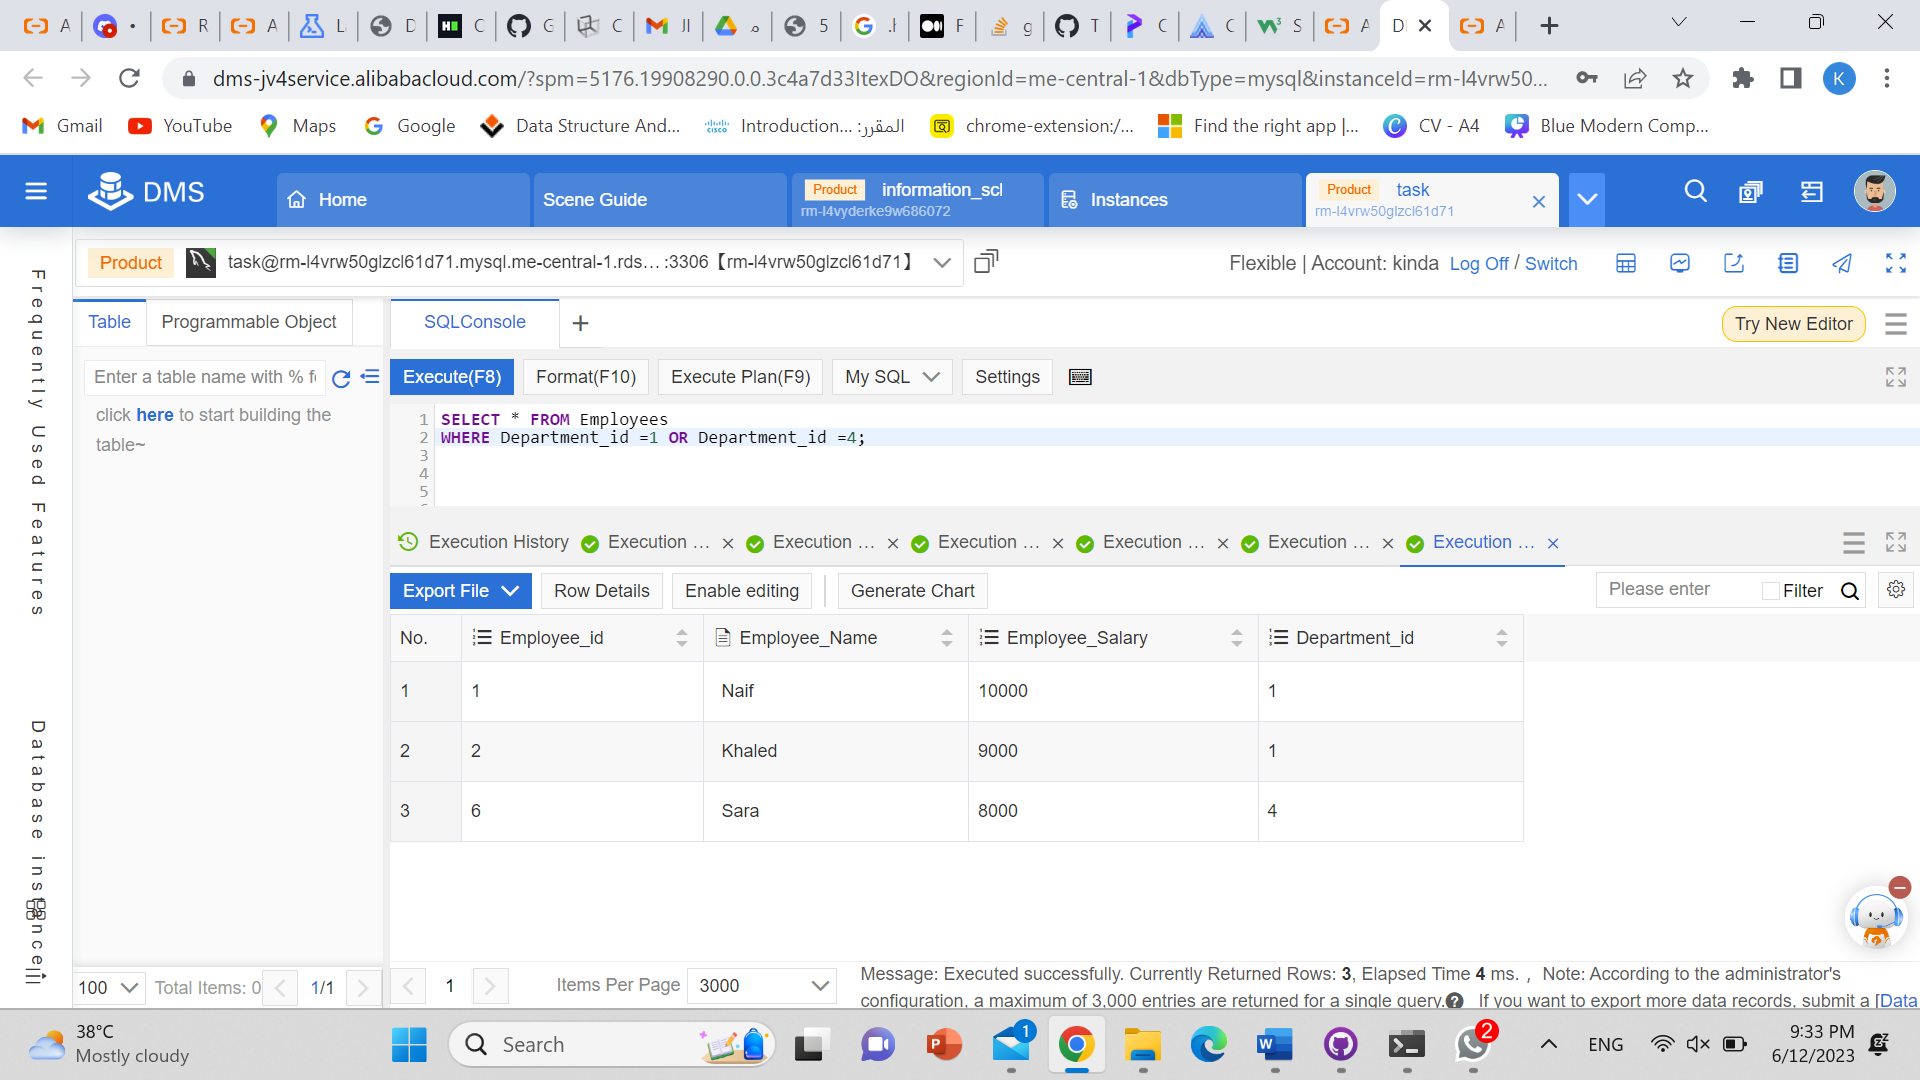 A
•
R
A
L
D
C
G
C
JI
م
5
.l
F
g
T
C
C
S
A
D
A
dms-jv4service.alibabacloud.com/?spm=5176.19908290.0.0.3c4a7d33ItexDO&regionId=me-central-1&dbType=mysql&instanceId=rm-l4vrw50...
K
Gmail
YouTube
Maps
Google
Data Structure And...
Introduction... :المقرر
chrome-extension:/...
Find the right app |...
CV - A4
Blue Modern Comp...
DMS
Home
Scene Guide
Product information_scl
rm-l4vyderke9w686072
Instances
Product task
rm-l4vrw50glzcl61d71
Product
task@rm-l4vrw50glzcl61d71.mysql.me-central-1.rds... :3306【rm-l4vrw50glzcl61d71】
Flexible | Account: kinda Log Off / Switch
Frequently Used Features
Database instance
Table
Programmable Object
SQLConsole
Try New Editor
Enter a table name with % f
click here to start building the
table~
Execute(F8)
Format(F10)
Execute Plan(F9)
My SQL
Settings
1 SELECT * FROM Employees
2 WHERE Department_id =1 OR Department_id =4;
3
4
5
Execution History
Execution ...
Execution ...
Execution ...
Execution ...
Execution ...
Execution ...
Export File
Row Details
Enable editing
Generate Chart
Please enter
Filter
No. Employee_id Employee_Name Employee_Salary Department_id
1 1 Naif 10000 1
2 2 Khaled 9000 1
3 6 Sara 8000 4
100 Total Items: 0 1/1
1
Items Per Page 3000
Message: Executed successfully. Currently Returned Rows: 3, Elapsed Time 4 ms. , Note: According to the administrator's
configuration, a maximum of 3,000 entries are returned for a single query. If you want to export more data records, submit a [Data
38°C
Mostly cloudy
Search
1
2
ENG
9:33 PM
6/12/2023